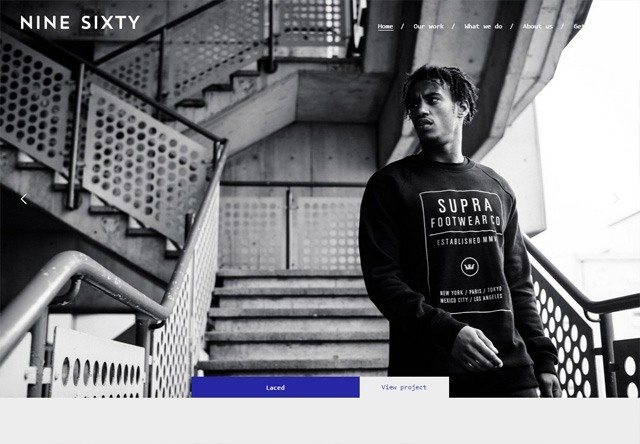 NINE SIXTY
Home / Our work / What we do / About us / Get
SUPRA
FOOTWEAR CO
ESTABLISHED MMVI
NEW YORK / PARIS / TOKYO
MEXICO CITY / LOS ANGELES
Laced
View project